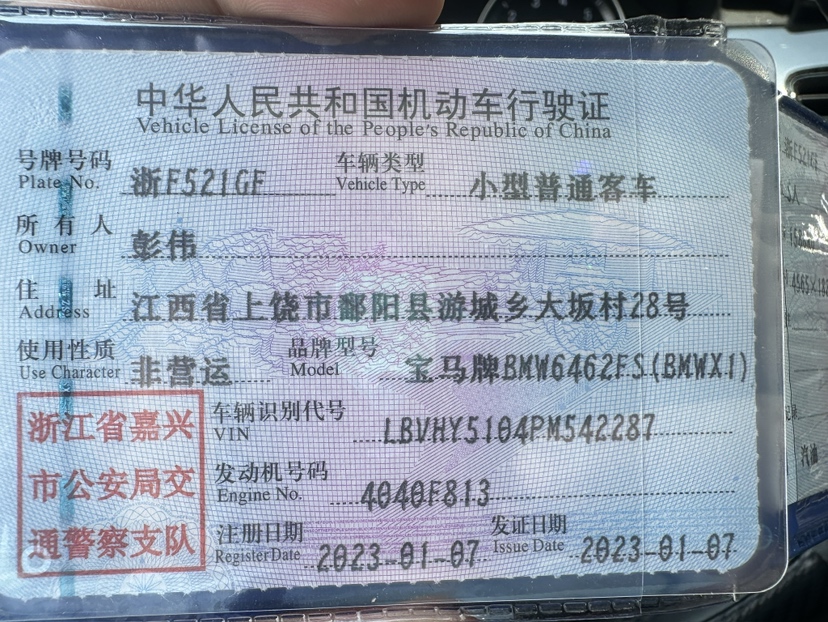 中华人民共和国机动车行驶证
Vehicle License of the People's Republic of China
号牌号码 浙F521GF 车辆类型 小型普通客车
Plate No. Vehicle Type
所有人 彭伟
Owner
住址 江西省上饶市鄱阳县游城乡大坂村28号
Address
使用性质 非营运 品牌型号 宝马牌BMW6462FS(BMWX1)
Use Character Model
浙江省嘉兴
市公安局交
通警察支队
车辆识别代号 LBVHY5104PM542287
VIN
发动机号码 4040F813
Engine No.
注册日期 2023-01-07 发证日期 2023-01-07
Register Date Issue Date
汽油